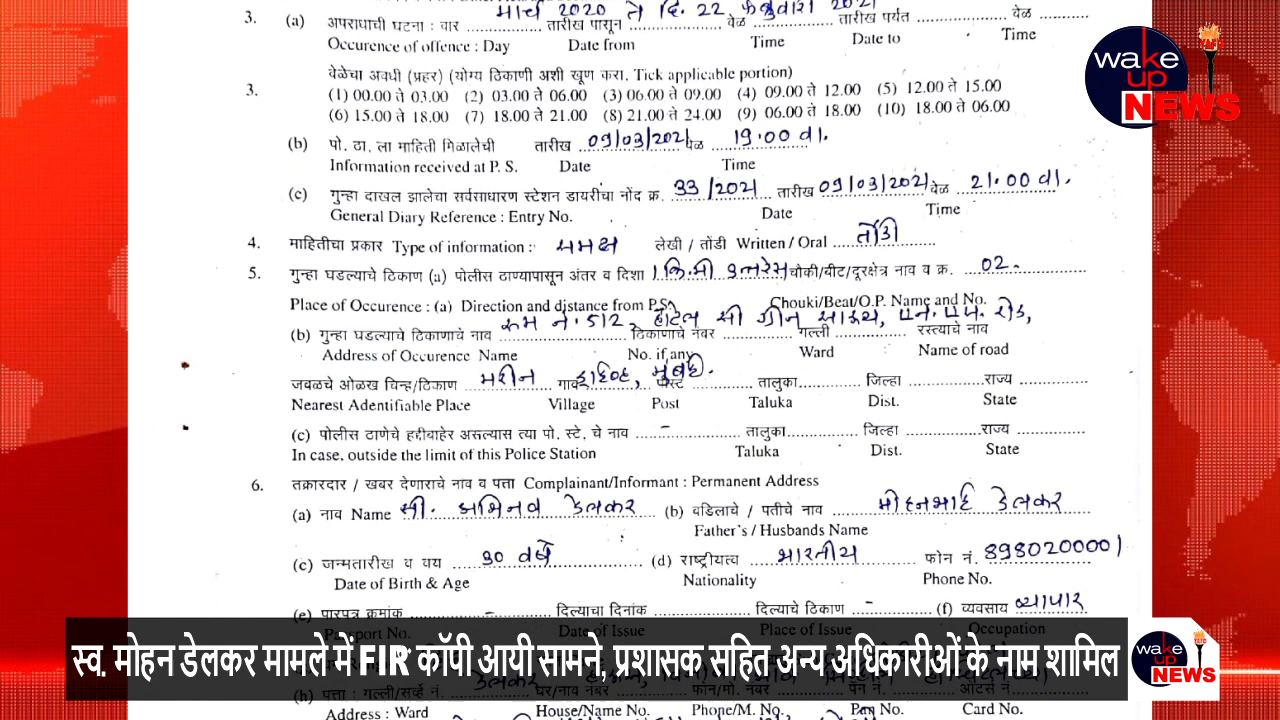 3. (a) अपराधाची घटना : वार मार्च 2020 ते दि. 22 तारीख पासून फेब्रुवारी 2021 वेळ तारीख पर्यंत वेळ
Occurence of offence : Day Date from Time Date to Time
वेळेचा अवधी (प्रहर) (योग्य ठिकाणी अशी खूण करा. Tick applicable portion)
3. (1) 00.00 ते 03.00 (2) 03.00 ते 06.00 (3) 06.00 ते 09.00 (4) 09.00 ते 12.00 (5) 12.00 ते 15.00
(6) 15.00 ते 18.00 (7) 18.00 ते 21.00 (8) 21.00 ते 24.00 (9) 06.00 ते 18.00 (10) 18.00 ते 06.00
(b) पो. ठा. ला माहिती मिळालेची तारीख 09/03/2021 वेळ 19.00 वा.
Information received at P. S. Date Time
(c) गुन्हा दाखल झालेचा सर्वसाधारण स्टेशन डायरीचा नोंद क्र. 33/2021 तारीख 09/03/2021 वेळ 21.00 वा.
General Diary Reference : Entry No. Date Time
4. माहितीचा प्रकार Type of information : समक्ष लेखी / तोंडी Written / Oral तोंडी
5. गुन्हा घडल्याचे ठिकाण (a) पोलीस ठाण्यापासून अंतर व दिशा 1 कि.मी उत्तरेस चौकी/बीट/दूरक्षेत्र नाव व क्र. 02.
Place of Occurence : (a) Direction and distance from P.S. Chouki/Beat/O.P. Name and No.
रूम नं. 512, हॉटेल सी ग्रीन साऊथ, एन. एस. रोड,
(b) गुन्हा घडल्याचे ठिकाणाचं नाव ठिकाणाचे नंबर गल्ली रस्त्याचे नाव
Address of Occurence Name No. if any Ward Name of road
जवळचे ओळख चिन्ह/ठिकाण मरीन गाव ड्राईव्ह, मुंबई. पोस्ट तालुका जिल्हा राज्य
Nearest Adentifiable Place Village Post Taluka Dist. State
(c) पोलीस ठाणेचे हद्दीबाहेर असल्यास त्या पो. स्टे. चे नाव - तालुका जिल्हा राज्य
In case, outside the limit of this Police Station Taluka Dist. State
6. तक्रारदार / खबर देणाराचे नाव व पत्ता Complainant/Informant : Permanent Address
(a) नाव Name श्री. अभिनव डेलकर (b) वडिलाचे / पतीचे नाव मोहनभाई डेलकर
Father's / Husbands Name
(c) जन्मतारीख व वय 30 वर्षे (d) राष्ट्रीयत्व भारतीय फोन नं. 8980200001
Date of Birth & Age Nationality Phone No.
(e) पारपत्र क्रमांक - दिल्याचा दिनांक दिल्याचे ठिकाण - (f) व्यवसाय व्यापार
Passport No. Date of Issue Place of Issue Occupation
स्व. मोहन डेलकर मामले में FIR कॉपी आयी सामने, प्रशासक सहित अन्य अधिकारीओं के नाम शामिल
(h) पत्ता : गल्ली/सर्व्हे नं. घर/नाव नंबर फोन/मो. नंबर पॅन नं.
Address : Ward House/Name No. Phone/M. No. Pan No. Card No.
wake up NEWS
wake up NEWS